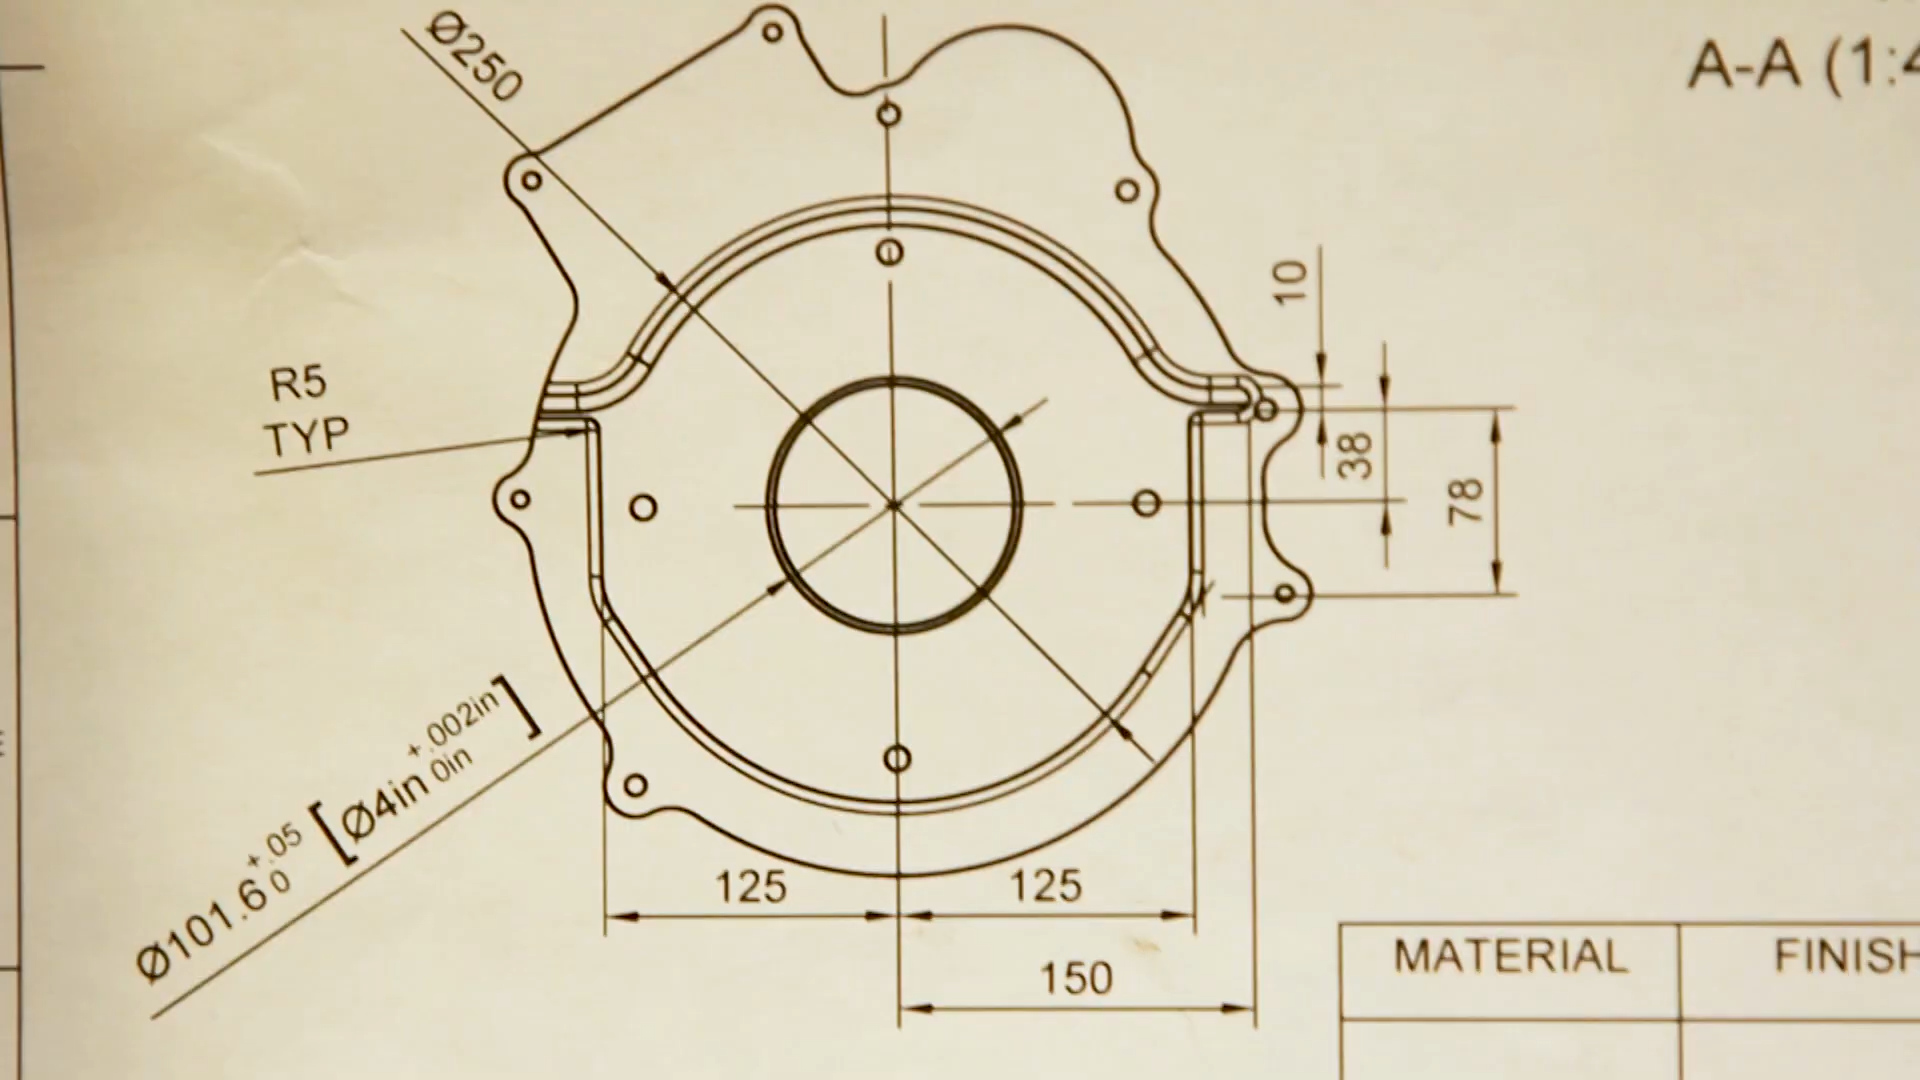 Ø250
A-A (1:4
10
R5
TYP
38
78
+.002in
Ø101.6 +.05 0 [Ø4in +.002in 0in]
125
125
150
MATERIAL
FINISH